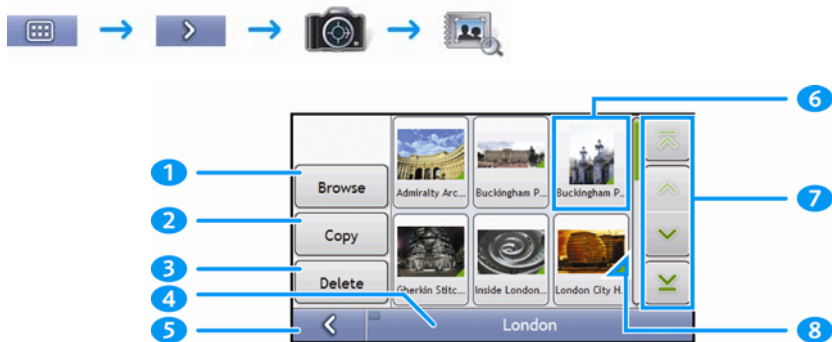 6
Admiralty Arc... Buckingham P... Buckingham P...
1 Browse 7
2 Copy
3 Delete Gherkin Stitc... Inside London... London City H...
4
5 London 8